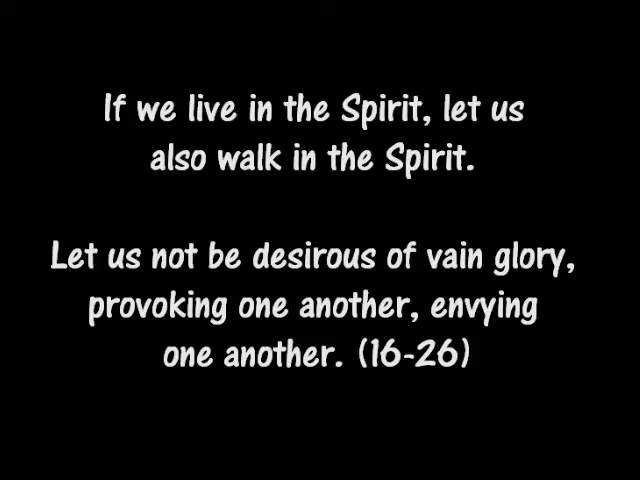 If we live in the Spirit, let us
also walk in the Spirit.
Let us not be desirous of vain glory,
provoking one another, envying
one another. (16-26)